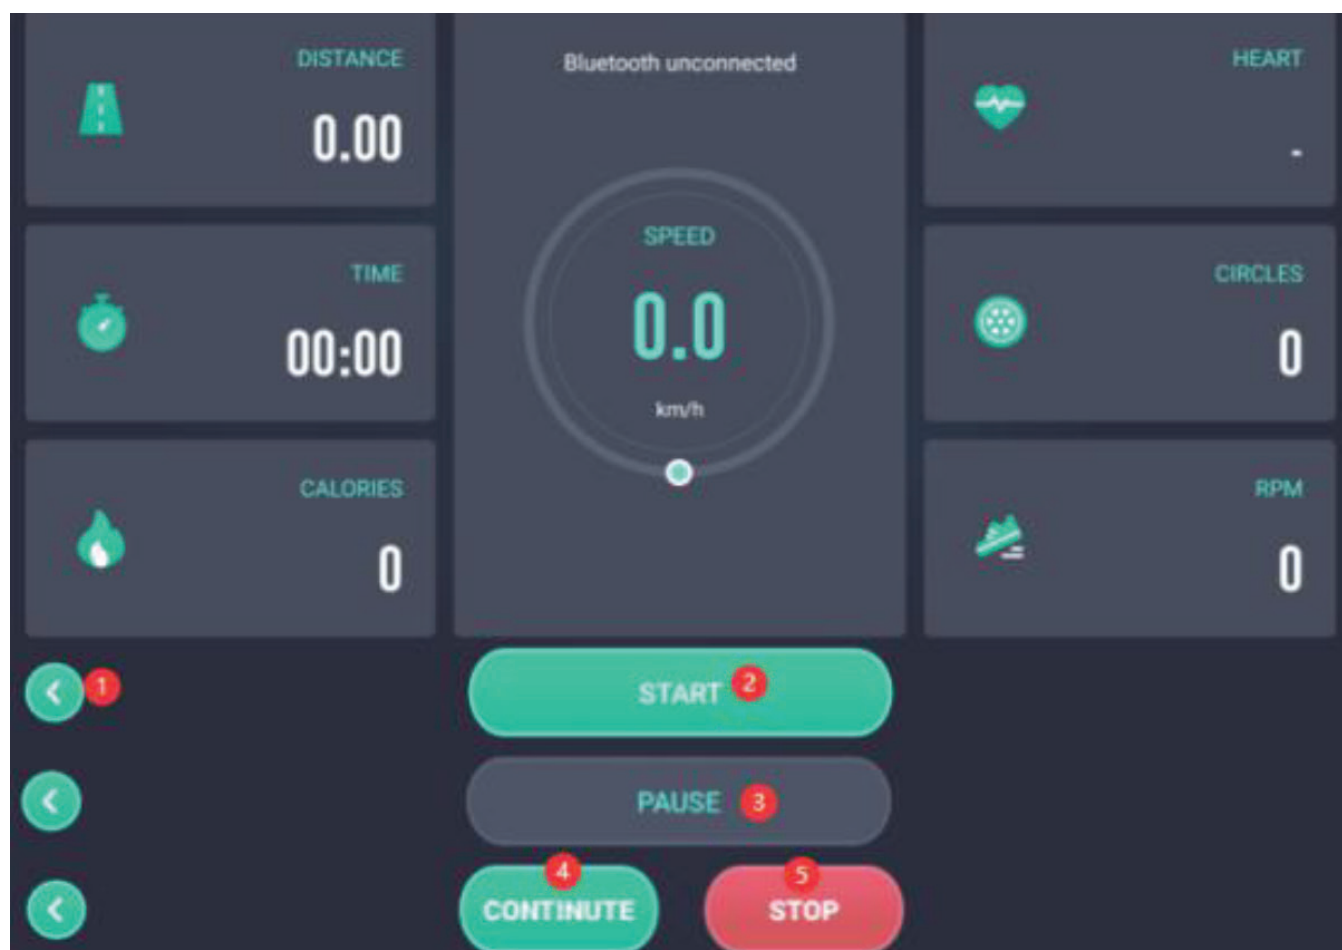 DISTANCE
0.00
Bluetooth unconnected
HEART
-
TIME
00:00
SPEED
0.0
km/h
CIRCLES
0
CALORIES
0
RPM
0
1
START 2
PAUSE 3
4
CONTINUTE
5
STOP